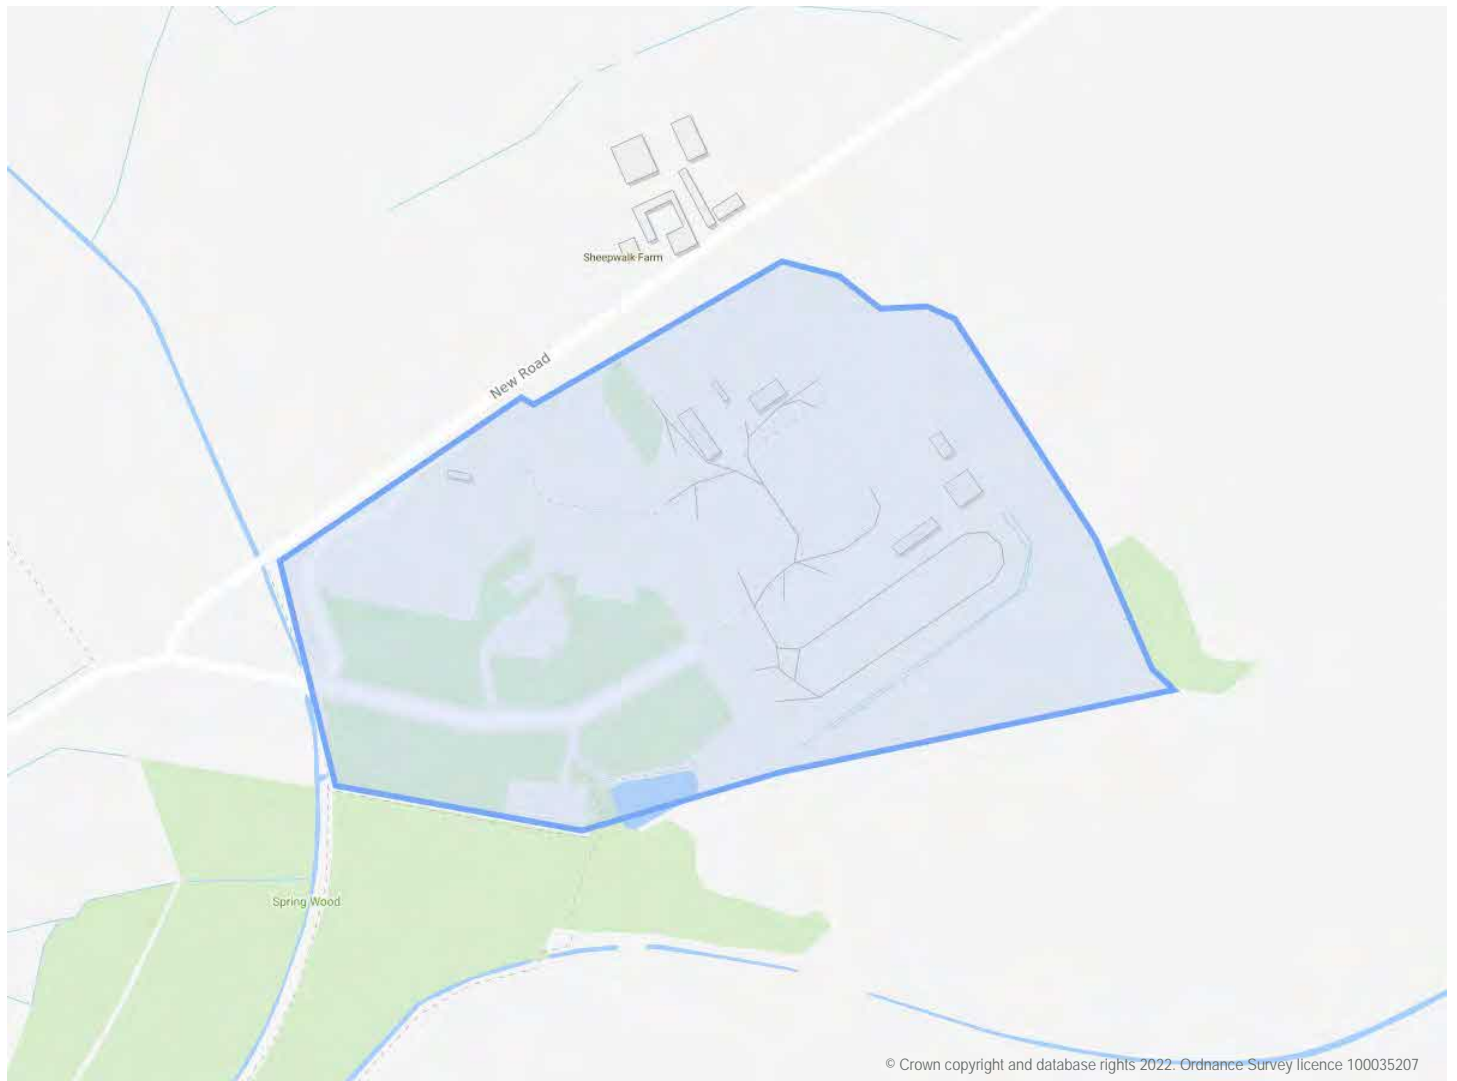 Sheepwalk Farm
New Road
Spring Wood
© Crown copyright and database rights 2022. Ordnance Survey licence 100035207